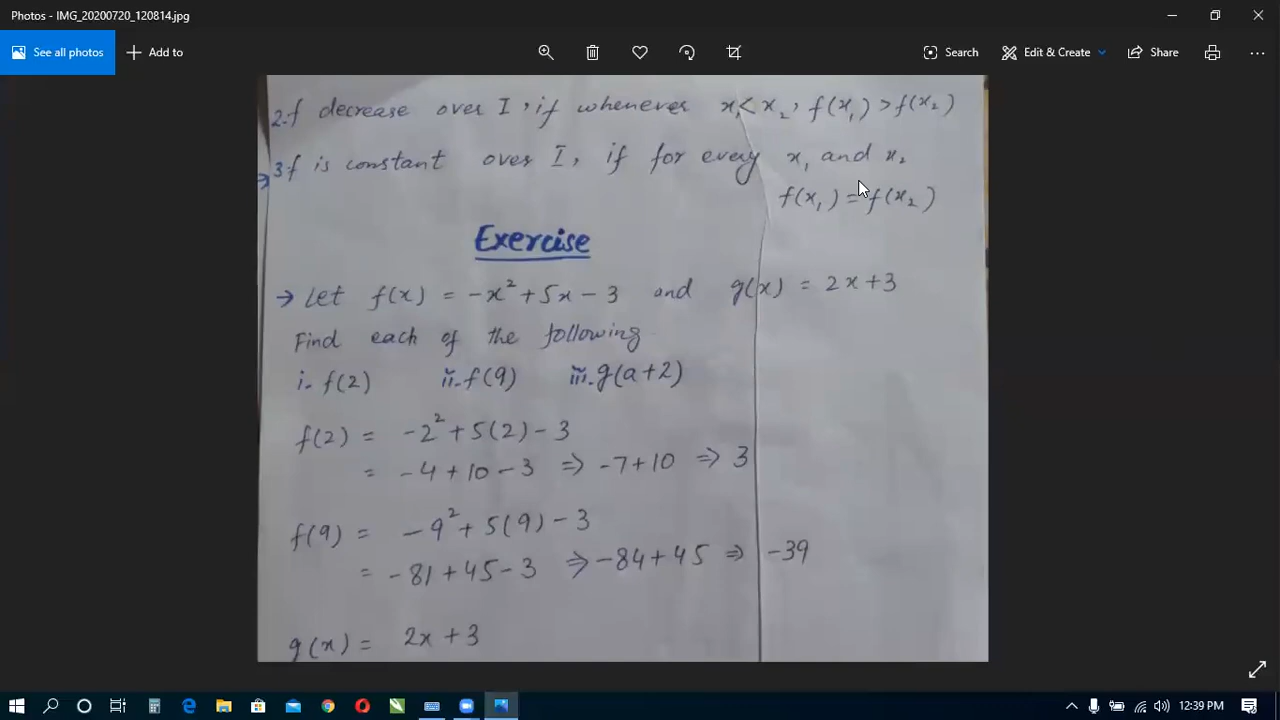 Photos - IMG_20200720_120814.jpg
See all photos
Add to
Search
Edit & Create
Share
2. f decrease over I, if whenever x₁< x₂, f(x₁) > f(x₂)
→ 3 f is constant over I, if for every x₁ and x₂
f(x₁) = f(x₂)
Exercise
→ Let f(x) = -x² + 5x - 3 and g(x) = 2x + 3
Find each of the following
i. f(2) ii. f(9) iii. g(a+2)
f(2) = -2² + 5(2) - 3
= -4 + 10 - 3 ⇒ -7 + 10 ⇒ 3
f(9) = -9² + 5(9) - 3
= -81 + 45 - 3 ⇒ -84 + 45 ⇒ -39
g(x) = 2x + 3
12:39 PM